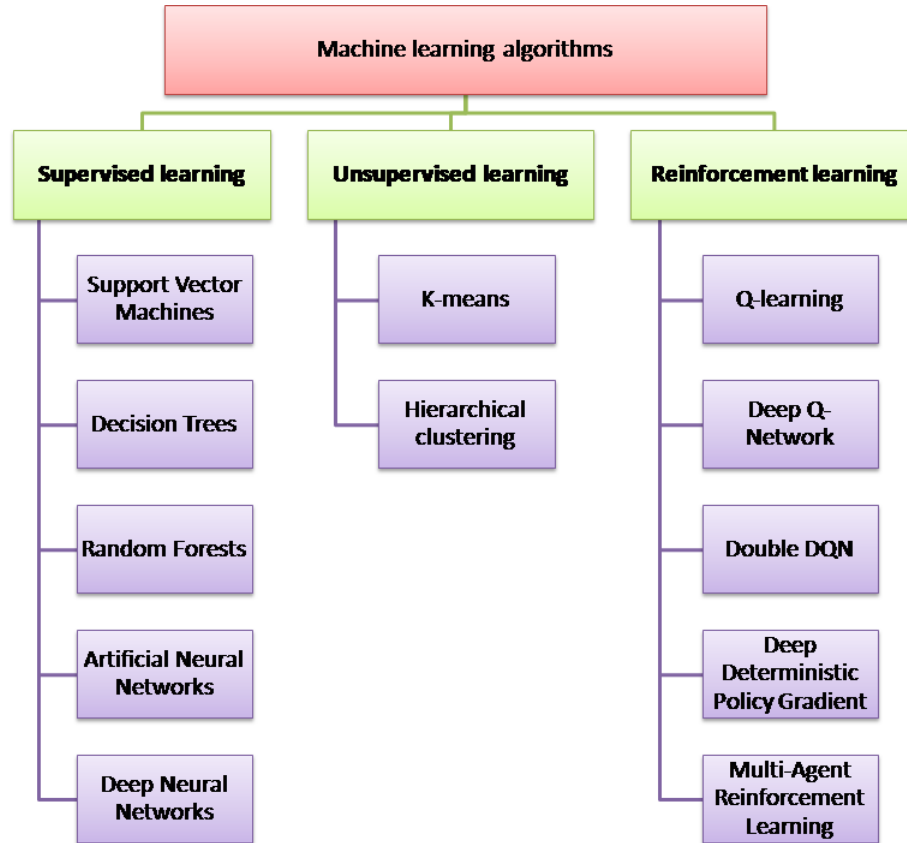 Machine learning algorithms
Supervised learning
Unsupervised learning
Reinforcement learning
Support Vector
Machines
Decision Trees
Random Forests
Artificial Neural
Networks
Deep Neural
Networks
K-means
Hierarchical
clustering
Q-learning
Deep Q-
Network
Double DQN
Deep
Deterministic
Policy Gradient
Multi-Agent
Reinforcement
Learning